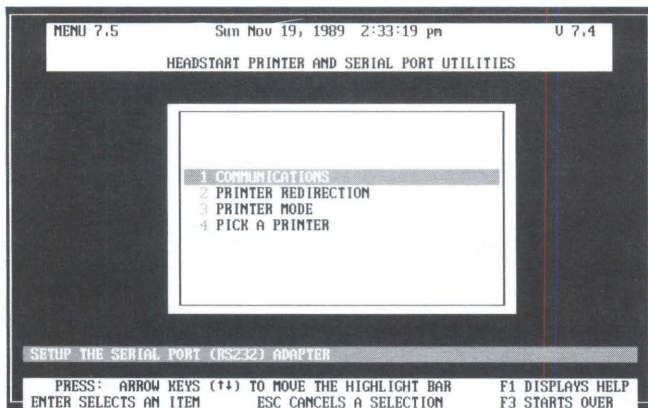 MENU 7.5 Sun Nov 19, 1989 2:33:19 pm V 7.4
HEADSTART PRINTER AND SERIAL PORT UTILITIES
1 COMMUNICATIONS
2 PRINTER REDIRECTION
3 PRINTER MODE
4 PICK A PRINTER
SETUP THE SERIAL PORT (RS232) ADAPTER
PRESS: ARROW KEYS (↑↓) TO MOVE THE HIGHLIGHT BAR F1 DISPLAYS HELP
ENTER SELECTS AN ITEM ESC CANCELS A SELECTION F3 STARTS OVER